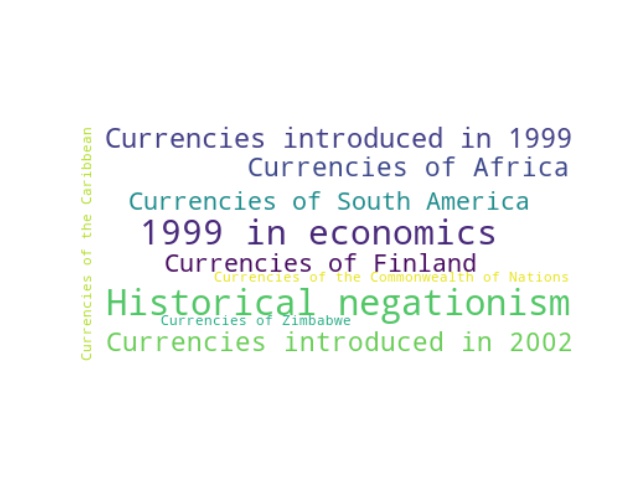 Currencies of the Caribbean
Currencies introduced in 1999
Currencies of Africa
Currencies of South America
1999 in economics
Currencies of Finland
Currencies of the Commonwealth of Nations
Historical negationism
Currencies of Zimbabwe
Currencies introduced in 2002